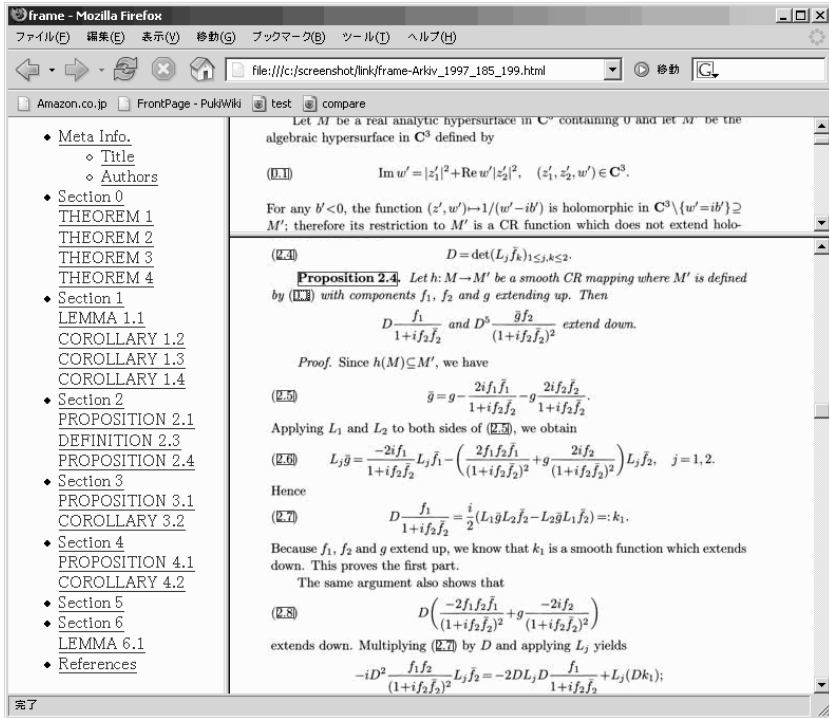 frame - Mozilla Firefox
ファイル(F) 編集(E) 表示(V) 移動(G) ブックマーク(B) ツール(T) ヘルプ(H)
file:///c:/screenshot/link/frame-Arkiv_1997_185_199.html 移動 G
Amazon.co.jp FrontPage - PukiWiki test compare
• Meta Info.
◦ Title
◦ Authors
• Section 0
THEOREM 1
THEOREM 2
THEOREM 3
THEOREM 4
• Section 1
LEMMA 1.1
COROLLARY 1.2
COROLLARY 1.3
COROLLARY 1.4
• Section 2
PROPOSITION 2.1
DEFINITION 2.3
PROPOSITION 2.4
• Section 3
PROPOSITION 3.1
COROLLARY 3.2
• Section 4
PROPOSITION 4.1
COROLLARY 4.2
• Section 5
• Section 6
LEMMA 6.1
• References
Let M be a real analytic hypersurface in containing 0 and let M′ be the
algebraic hypersurface in C³ defined by
(0.1) Im w′ = |z′₁|² + Re w′|z′₂|², (z′₁, z′₂, w′) ∈ C³.
For any b′<0, the function (z′, w′)↦1/(w′−ib′) is holomorphic in C³\{w′=ib′}⊇
M′; therefore its restriction to M′ is a CR function which does not extend holo-
(2.4) D = det(L_j f̄_k)_{1≤j,k≤2}.
Proposition 2.4. Let h: M→M′ be a smooth CR mapping where M′ is defined
by (0.1) with components f₁, f₂ and g extending up. Then
D f₁/(1+if₂f̄₂) and D⁵ ḡf₂/(1+if₂f̄₂)² extend down.
Proof. Since h(M)⊆M′, we have
(2.5) ḡ = g − 2if₁f̄₁/(1+if₂f̄₂) − g 2if₂f̄₂/(1+if₂f̄₂).
Applying L₁ and L₂ to both sides of (2.5), we obtain
(2.6) L_jḡ = −2if₁/(1+if₂f̄₂) L_j f̄₁ − (2f₁f₂f̄₁/(1+if₂f̄₂)² + g 2if₂/(1+if₂f̄₂)²) L_j f̄₂, j=1,2.
Hence
(2.7) D f₁/(1+if₂f̄₂) = i/2 (L₁ḡL₂f̄₂ − L₂ḡL₁f̄₂) =: k₁.
Because f₁, f₂ and g extend up, we know that k₁ is a smooth function which extends
down. This proves the first part.
The same argument also shows that
(2.8) D(−2f₁f₂f̄₁/(1+if₂f̄₂)² + g −2if₂/(1+if₂f̄₂)²)
extends down. Multiplying (2.7) by D and applying L_j yields
−iD² f₁f₂/(1+if₂f̄₂)² L_j f̄₂ = −2DL_jD f₁/(1+if₂f̄₂) + L_j(Dk₁);
完了